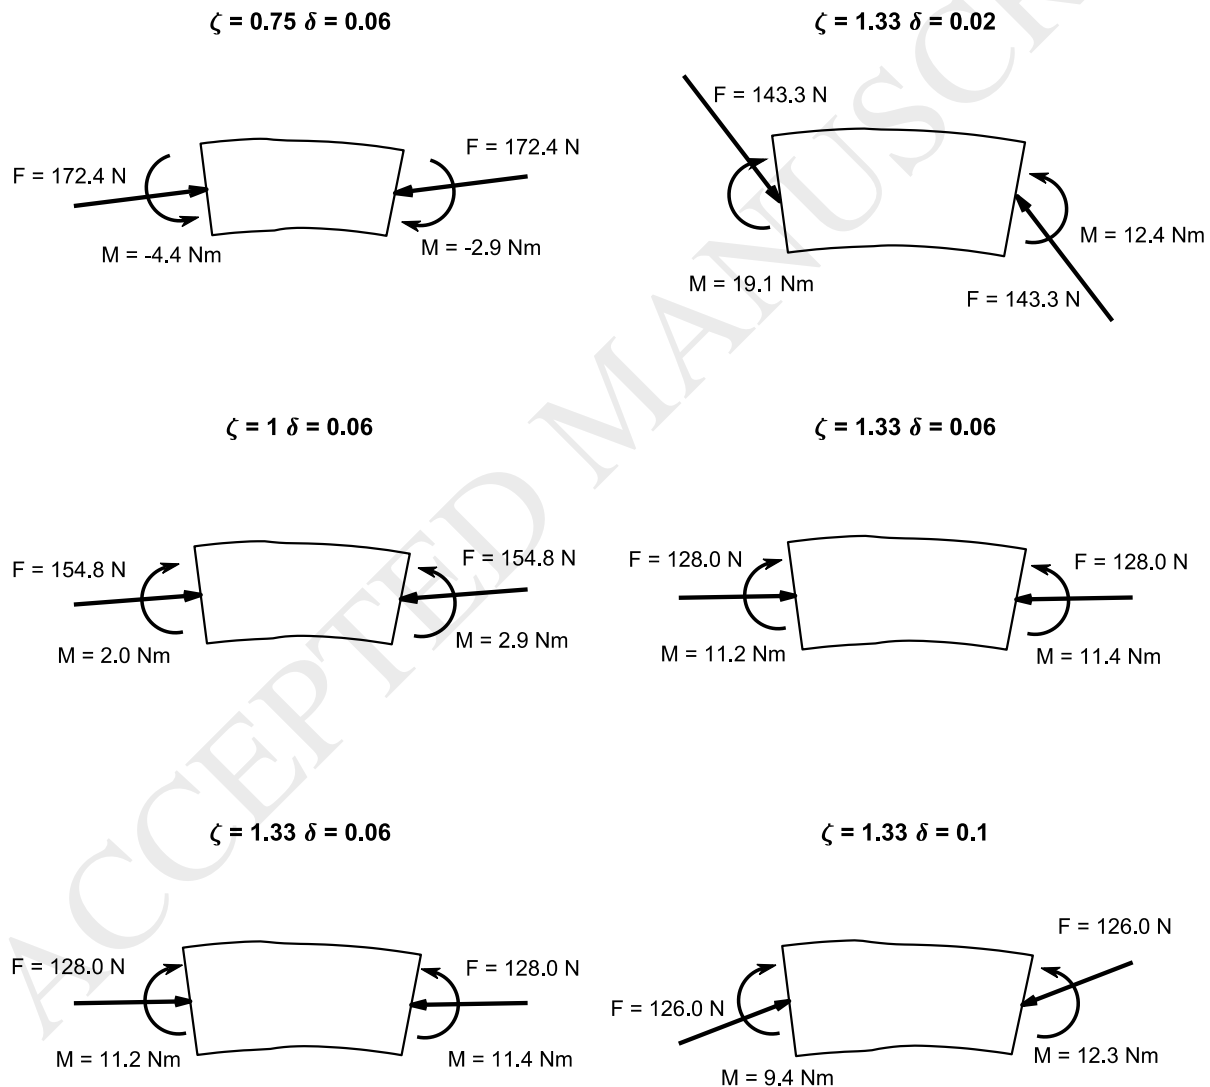 ζ = 0.75 δ = 0.06
F = 172.4 N
F = 172.4 N
M = -4.4 Nm
M = -2.9 Nm
ζ = 1.33 δ = 0.02
F = 143.3 N
M = 12.4 Nm
M = 19.1 Nm
F = 143.3 N
ζ = 1 δ = 0.06
F = 154.8 N
F = 154.8 N
M = 2.0 Nm
M = 2.9 Nm
ζ = 1.33 δ = 0.06
F = 128.0 N
F = 128.0 N
M = 11.2 Nm
M = 11.4 Nm
ζ = 1.33 δ = 0.06
F = 128.0 N
F = 128.0 N
M = 11.2 Nm
M = 11.4 Nm
ζ = 1.33 δ = 0.1
F = 126.0 N
F = 126.0 N
M = 12.3 Nm
M = 9.4 Nm
ACCEPTED MANUSCR